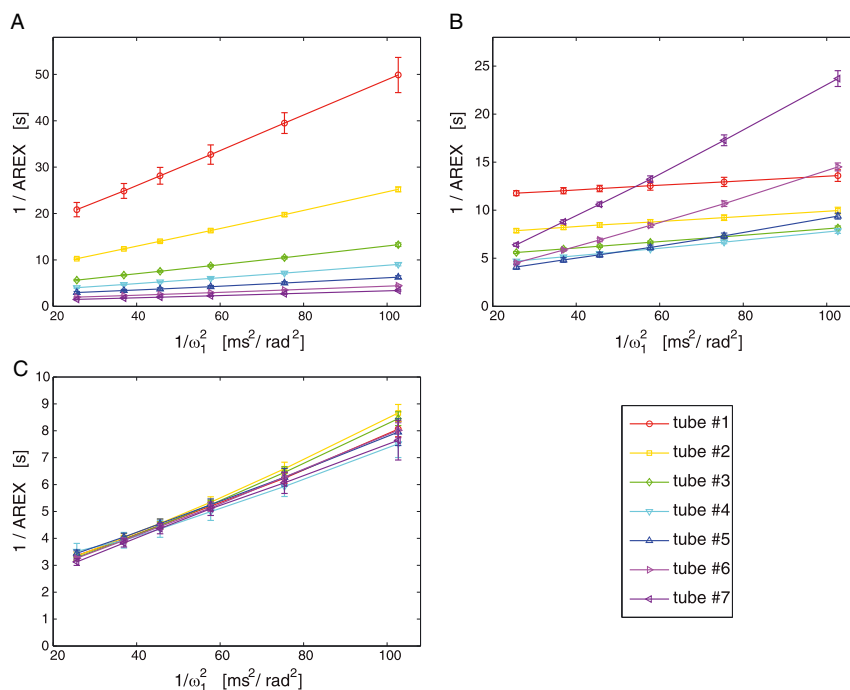 A
50
40
30
20
10
0
1 / AREX [s]
20 40 60 80 100
1/ω₁² [ms²/ rad²]
B
25
20
15
10
5
0
1 / AREX [s]
20 40 60 80 100
1/ω₁² [ms²/ rad²]
C
10
9
8
7
6
5
4
3
2
1
0
1 / AREX [s]
20 40 60 80 100
1/ω₁² [ms²/ rad²]
tube #1
tube #2
tube #3
tube #4
tube #5
tube #6
tube #7